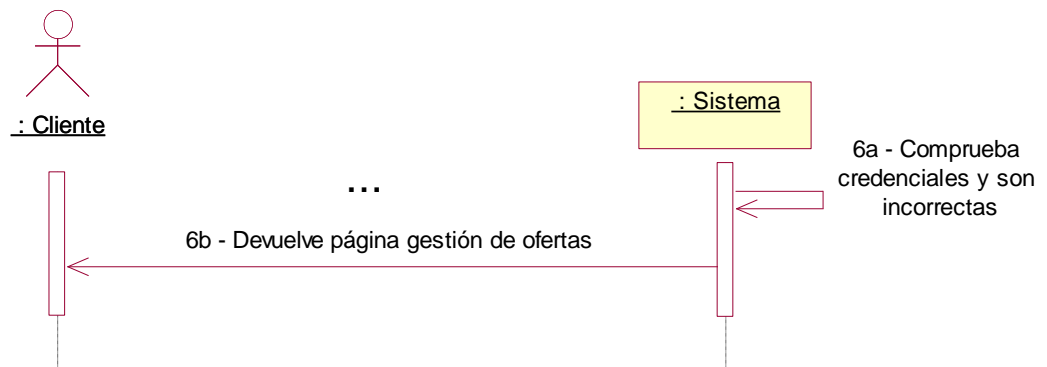 : Cliente
: Sistema
6a - Comprueba
credenciales y son
incorrectas
...
6b - Devuelve página gestión de ofertas